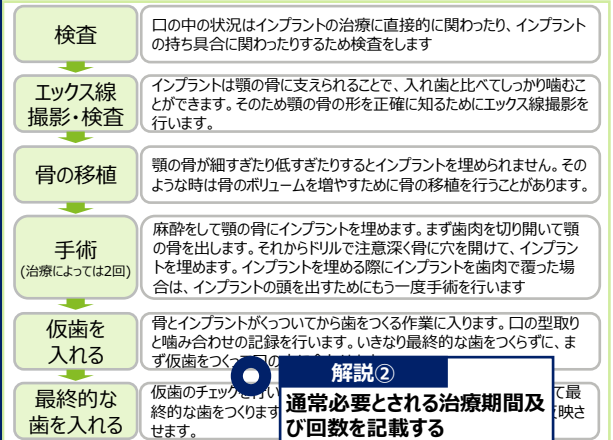 検査
口の中の状況はインプラントの治療に直接的に関わったり、インプラント
の持ち具合に関わったりするため検査をします
エックス線
撮影・検査
インプラントは顎の骨に支えられることで、入れ歯と比べてしっかり噛むこ
とができます。そのため顎の骨の形を正確に知るためにエックス線撮影を
行います。
骨の移植
顎の骨が細すぎたり低すぎたりするとインプラントを埋められません。その
ような時は骨のボリュームを増やすために骨の移植を行うことがあります。
手術
(治療によっては2回)
麻酔をして顎の骨にインプラントを埋めます。まず歯肉を切り開いて顎
の骨を出します。それからドリルで注意深く骨に穴を開けて、インプラン
トを埋めます。インプラントを埋める際にインプラントを歯肉で覆った場
合は、インプラントの頭を出すためにもう一度手術を行います
仮歯を
入れる
骨とインプラントがくっついてから歯をつくる作業に入ります。口の型取り
と噛み合わせの記録を行います。いきなり最終的な歯をつくらずに、ま
ず仮歯をつくって口の
最終的な
歯を入れる
仮歯のチェックを行い
て最
終的な歯をつくります
反映さ
せます。
解説②
通常必要とされる治療期間及
び回数を記載する